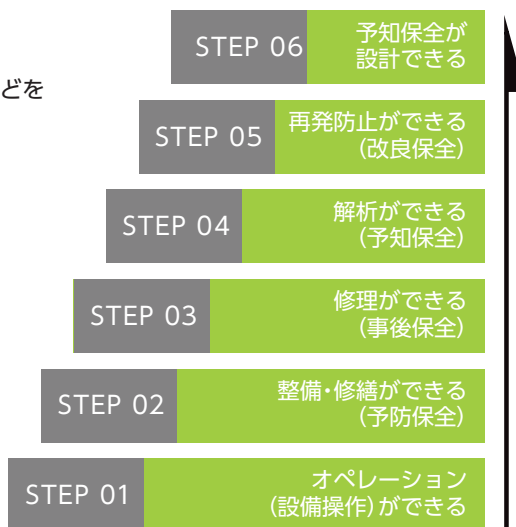 STEP 06
予知保全が
設計できる
どを
STEP 05
再発防止ができる
(改良保全)
STEP 04
解析ができる
(予知保全)
STEP 03
修理ができる
(事後保全)
STEP 02
整備・修繕ができる
(予防保全)
STEP 01
オペレーション
(設備操作)ができる